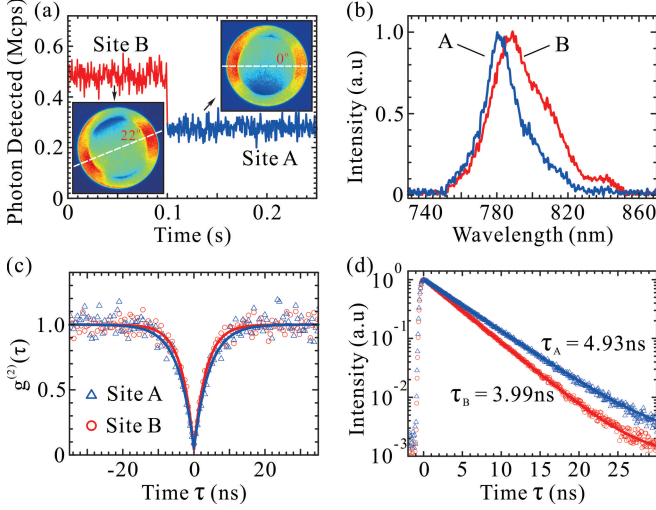 (a)
Photon Detected (Mcps)
0.6
0.4
0.2
0
Site B
22°
0°
Site A
0
0.1
0.2
Time (s)
(b)
Intensity (a.u)
1.0
0.5
0
A
B
740
780
820
860
Wavelength (nm)
(c)
g(2)(τ)
1.0
0.5
0
Site A
Site B
-20
0
20
Time τ (ns)
(d)
Intensity (a.u)
10^0
10^-1
10^-2
10^-3
τA = 4.93ns
τB = 3.99ns
0
5
10
15
20
25
Time τ (ns)